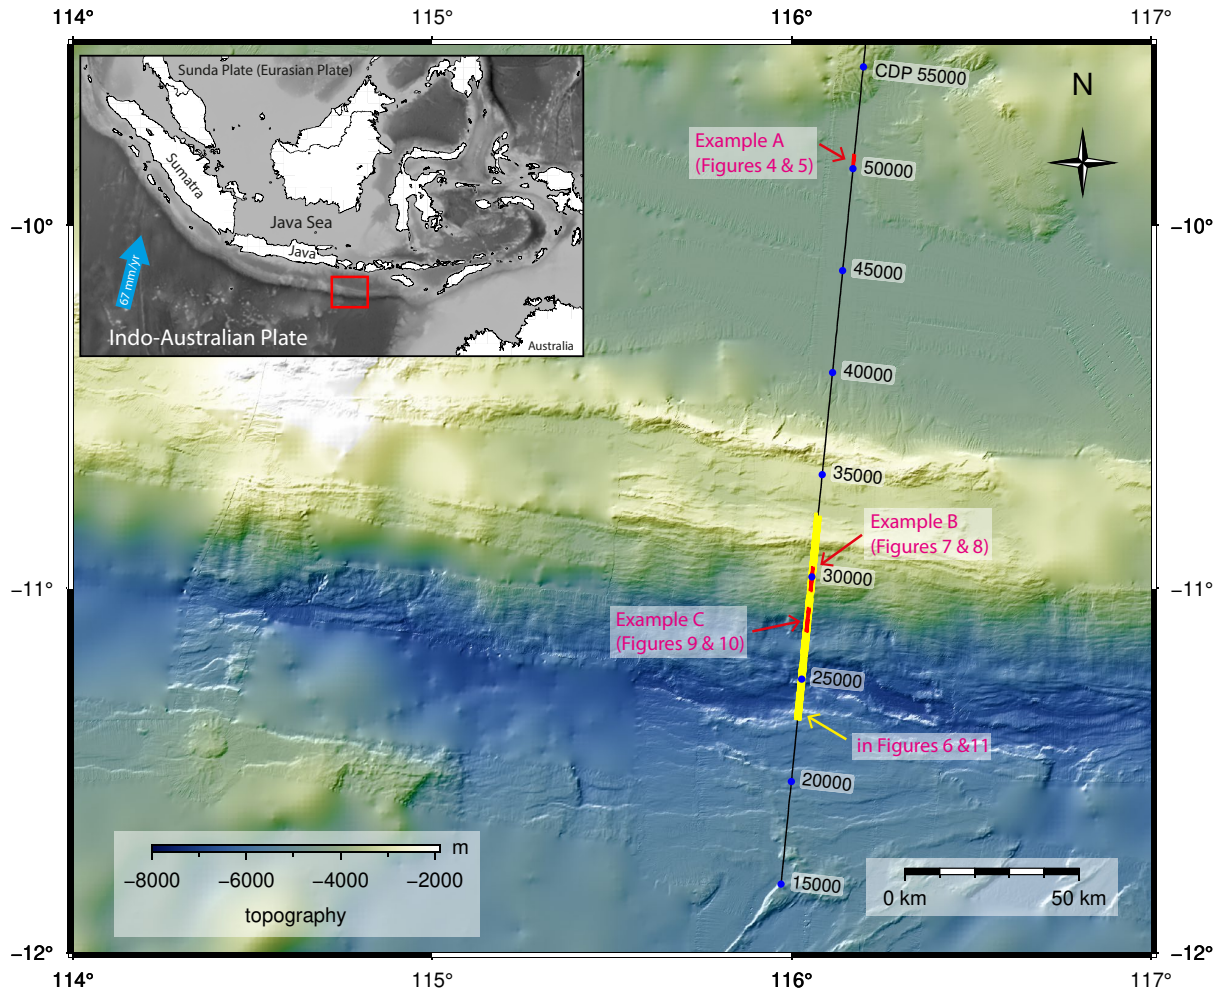 114°
115°
116°
117°
Sunda Plate (Eurasian Plate)
Sumatra
Java Sea
Java
67 mm/yr
Indo-Australian Plate
Australia
CDP 55000
N
Example A
(Figures 4 & 5)
50000
−10°
−10°
45000
40000
35000
Example B
(Figures 7 & 8)
30000
−11°
−11°
Example C
(Figures 9 & 10)
25000
in Figures 6 &11
20000
15000
m
−8000
−6000
−4000
−2000
topography
0 km
50 km
−12°
−12°
114°
115°
116°
117°